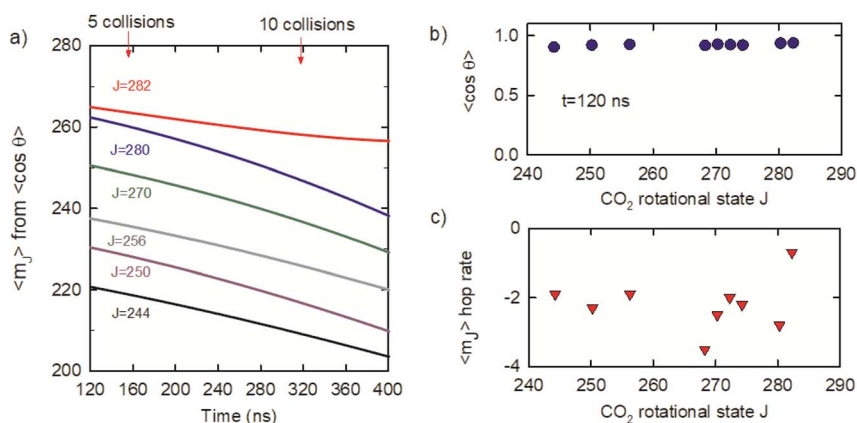 5 collisions
10 collisions
a)
280
260
240
220
200
<m_J> from <cos θ>
J=282
J=280
J=270
J=256
J=250
J=244
120 160 200 240 280 320 360 400
Time (ns)
b)
1.0
0.5
0.0
<cos θ>
t=120 ns
240 250 260 270 280 290
CO₂ rotational state J
c)
0
-2
-4
<m_J> hop rate
240 250 260 270 280 290
CO₂ rotational state J